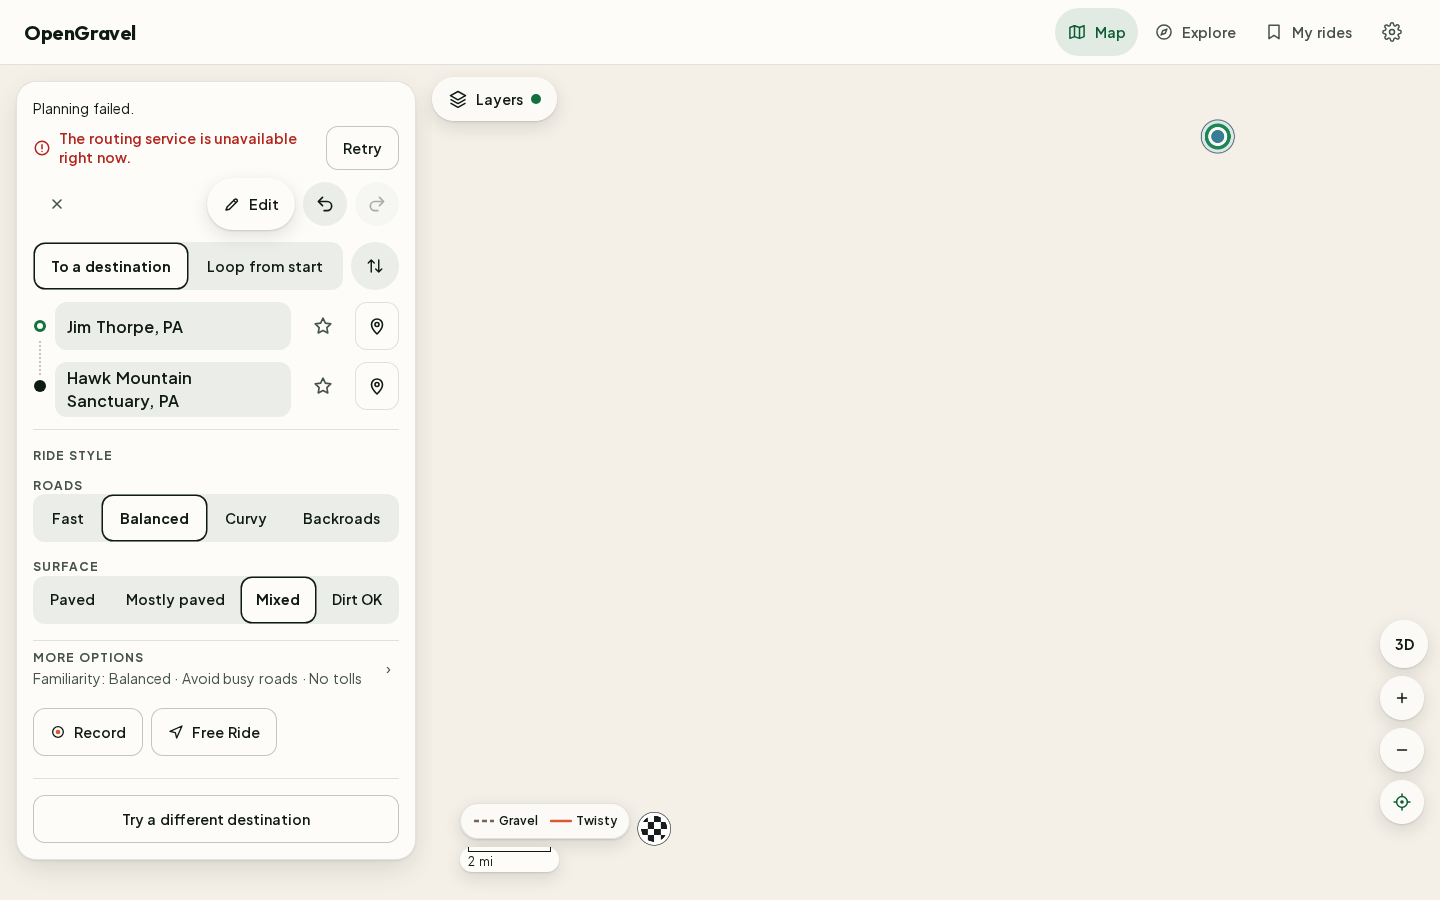 OpenGravel
Map
Explore
My rides
Planning failed.
The routing service is unavailable
right now.
Retry
Edit
To a destination
Loop from start
Jim Thorpe, PA
Hawk Mountain
Sanctuary, PA
RIDE STYLE
ROADS
Fast
Balanced
Curvy
Backroads
SURFACE
Paved
Mostly paved
Mixed
Dirt OK
MORE OPTIONS
Familiarity: Balanced · Avoid busy roads · No tolls
Record
Free Ride
Try a different destination
Layers
Gravel
Twisty
2 mi
3D